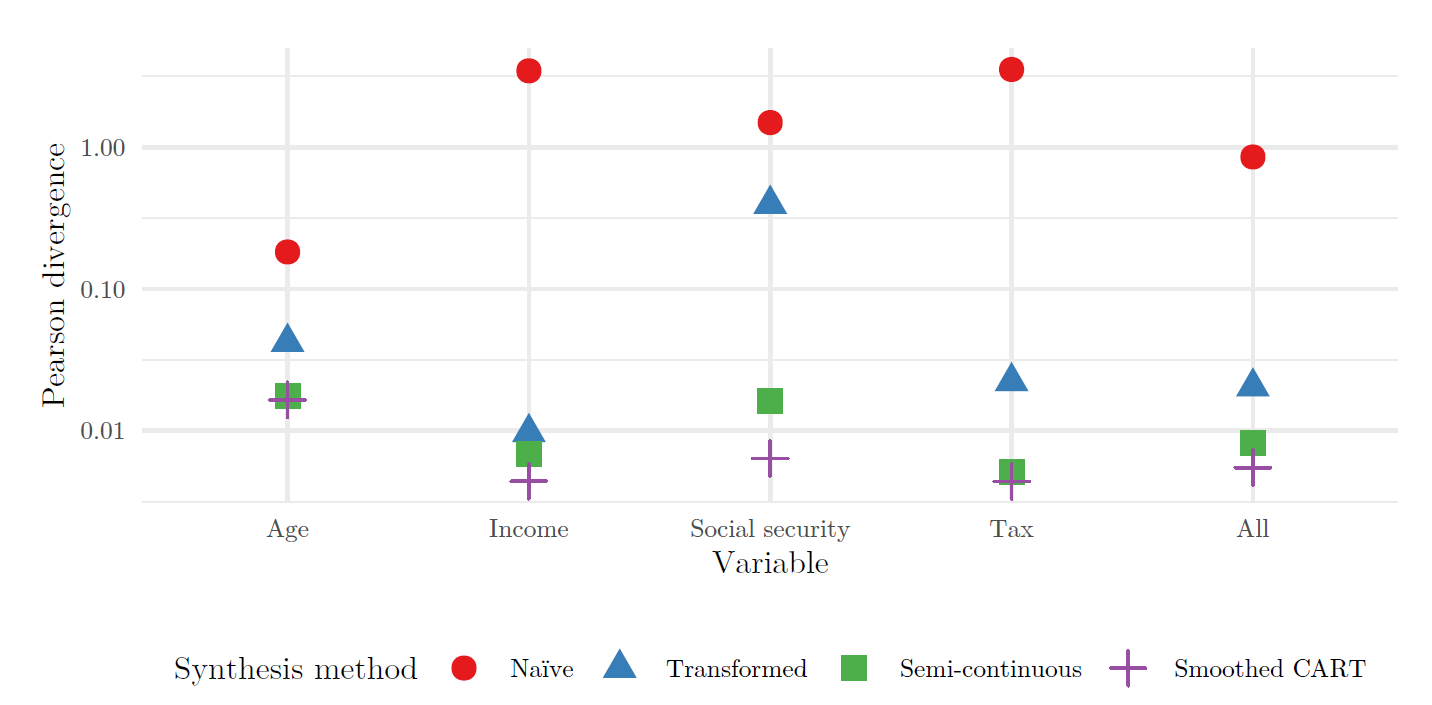 Pearson divergence
1.00
0.10
0.01
Age Income Social security Tax All
Variable
Synthesis method Naïve Transformed Semi-continuous Smoothed CART